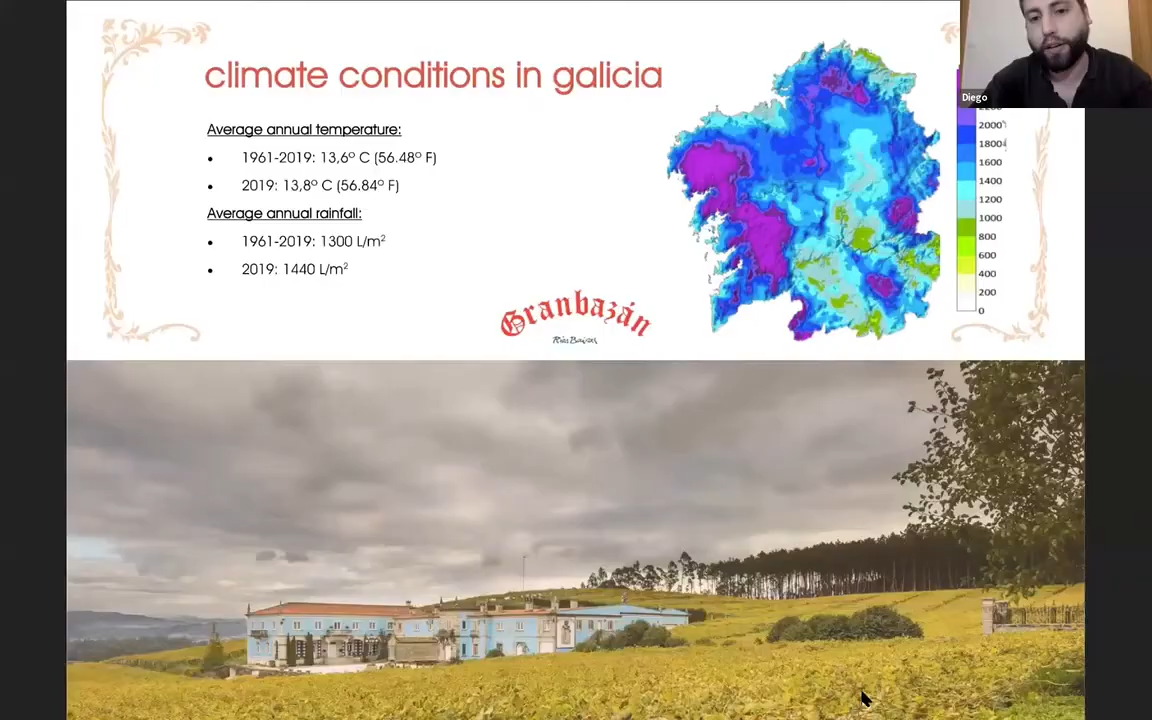 climate conditions in galicia
Average annual temperature:
• 1961-2019: 13,6º C (56.48º F)
• 2019: 13,8º C (56.84º F)
Average annual rainfall:
• 1961-2019: 1300 L/m²
• 2019: 1440 L/m²
Granbazán
Rías Baixas
Diego
2000
1800
1600
1400
1200
1000
800
600
400
200
0